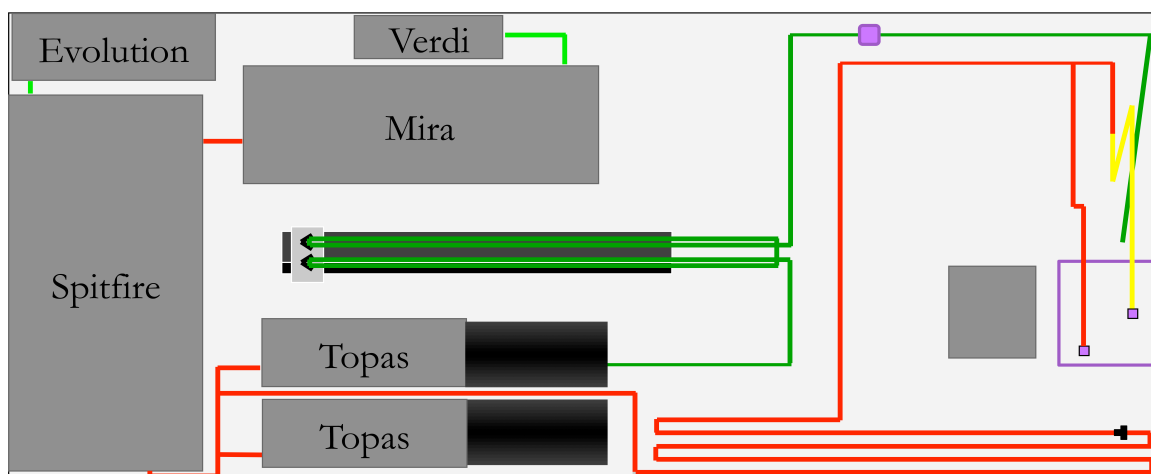 Evolution
Verdi
Mira
Spitfire
Topas
Topas